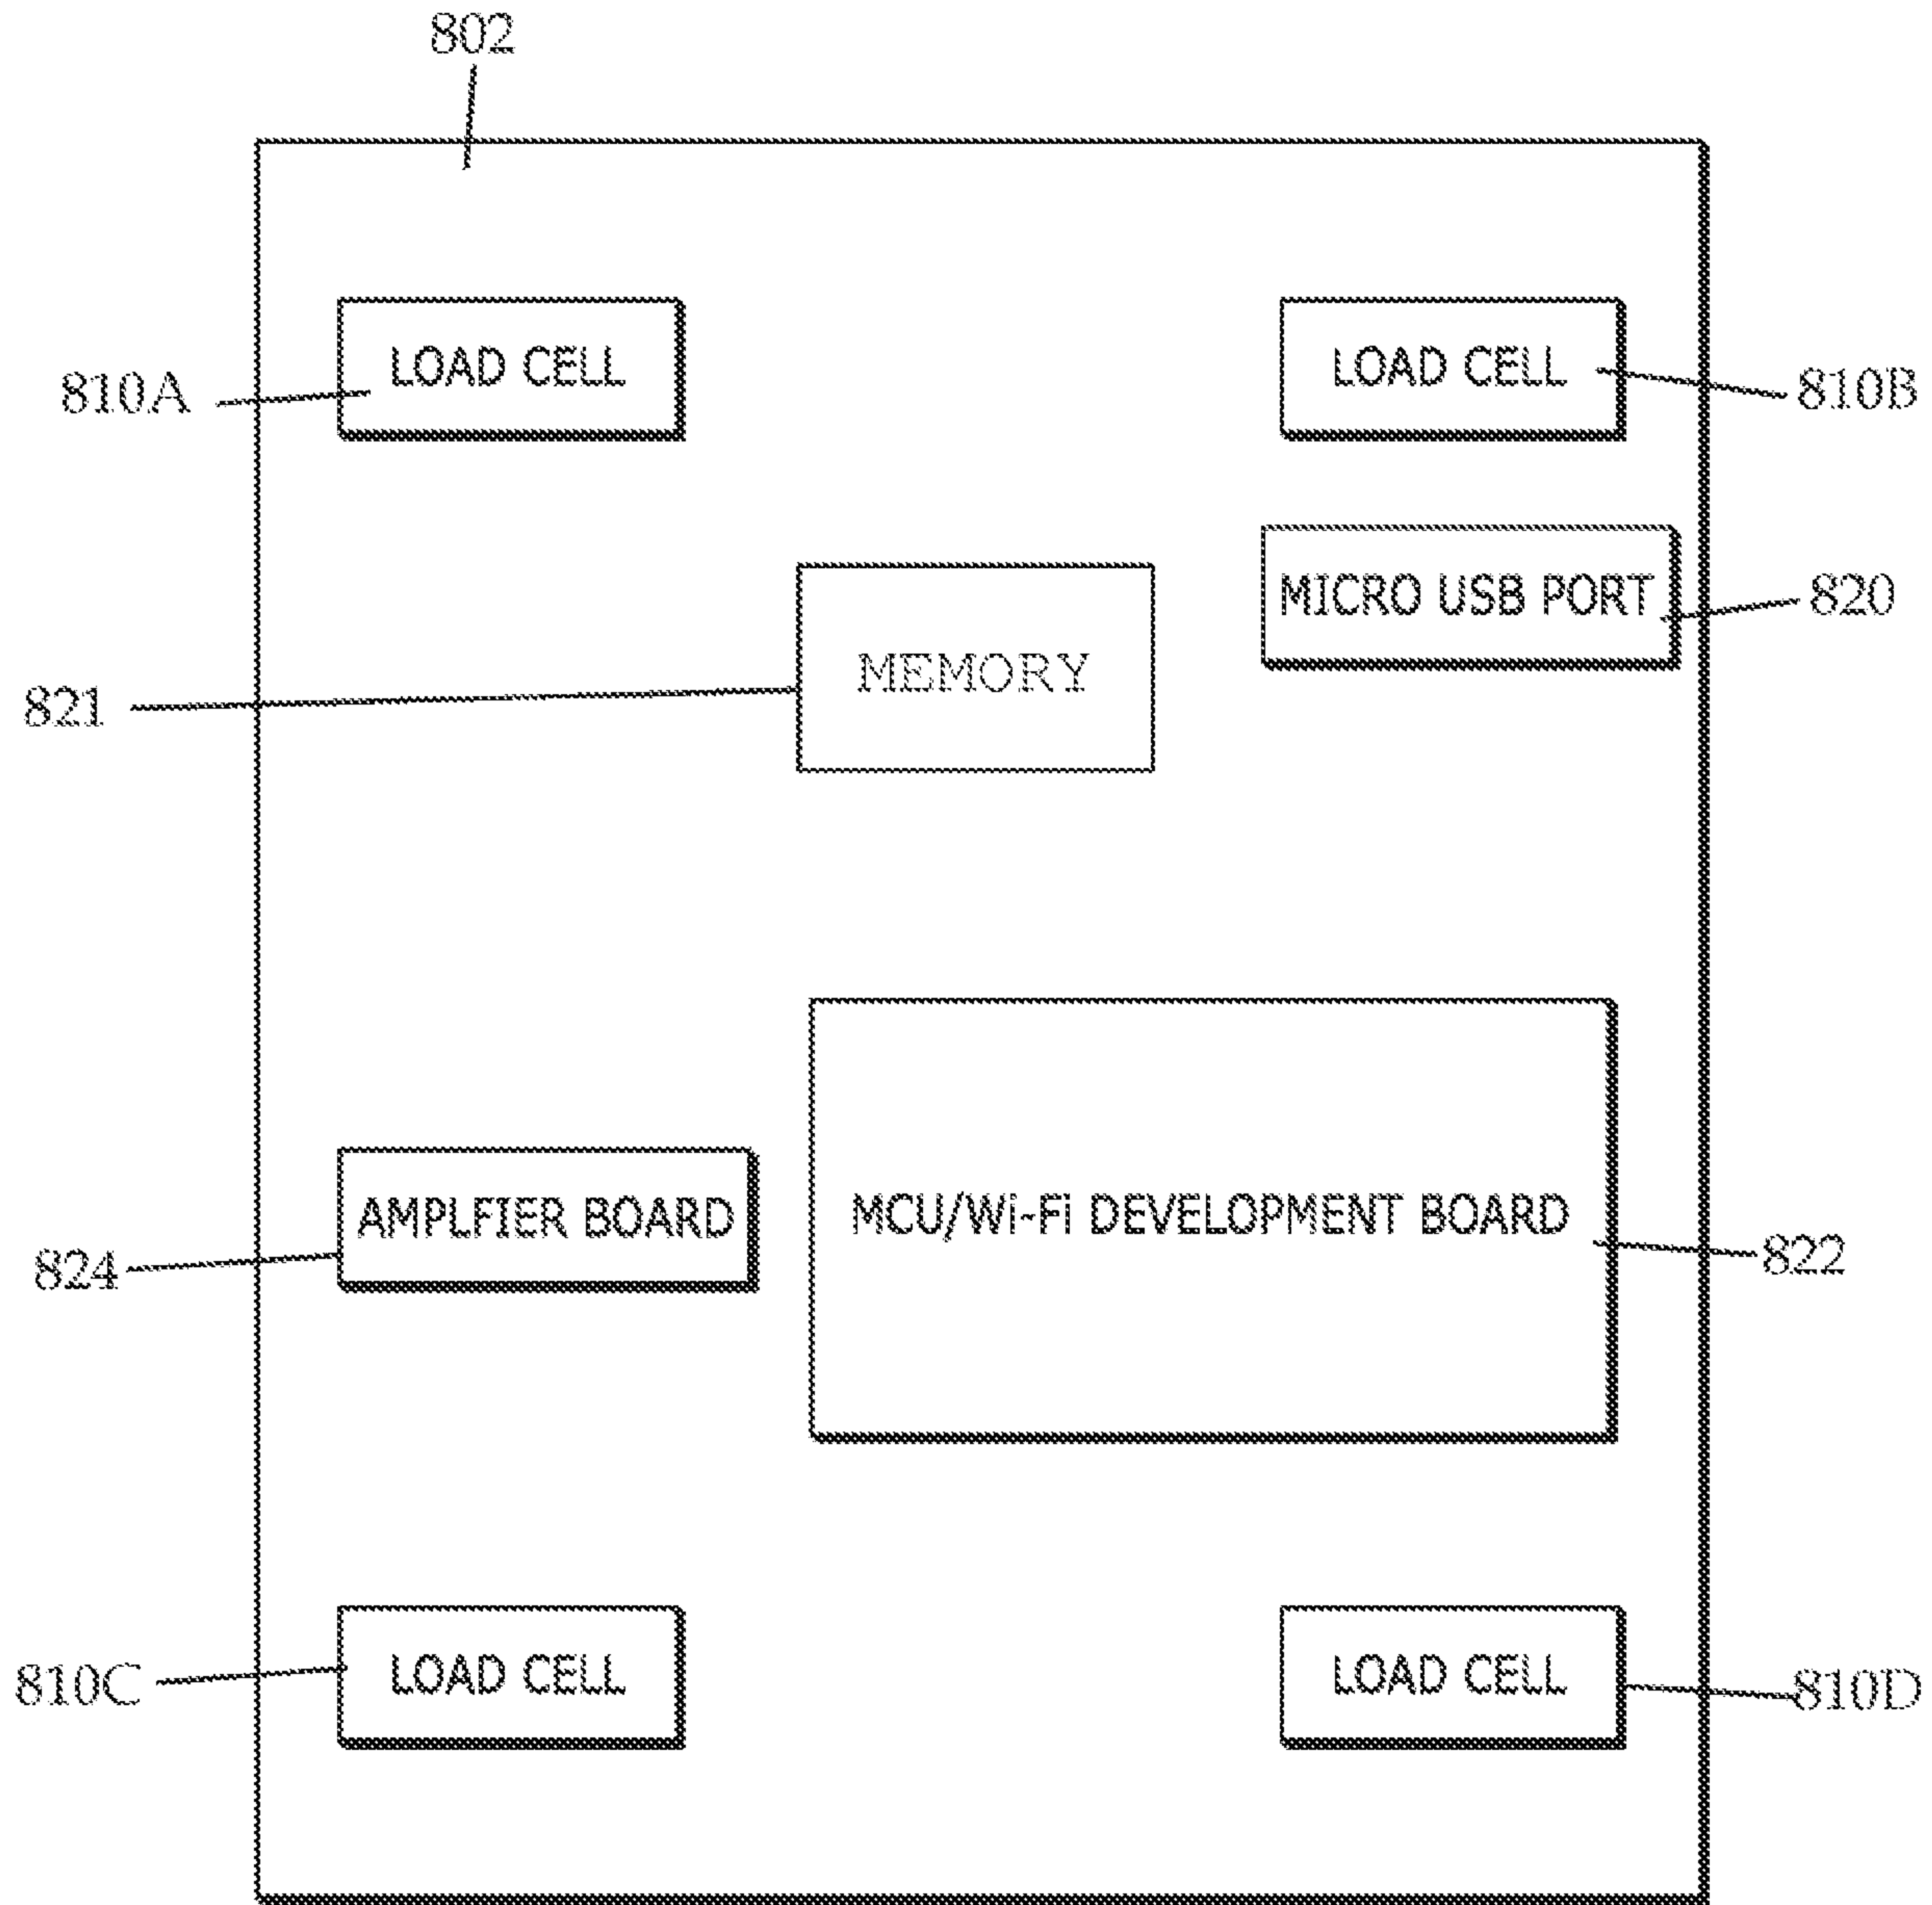 802
LOAD CELL
LOAD CELL
810A
810B
MICRO USB PORT
820
MEMORY
821
AMPLFIER BOARD
MCU/Wi-Fi DEVELOPMENT BOARD
824
822
LOAD CELL
LOAD CELL
810C
810D